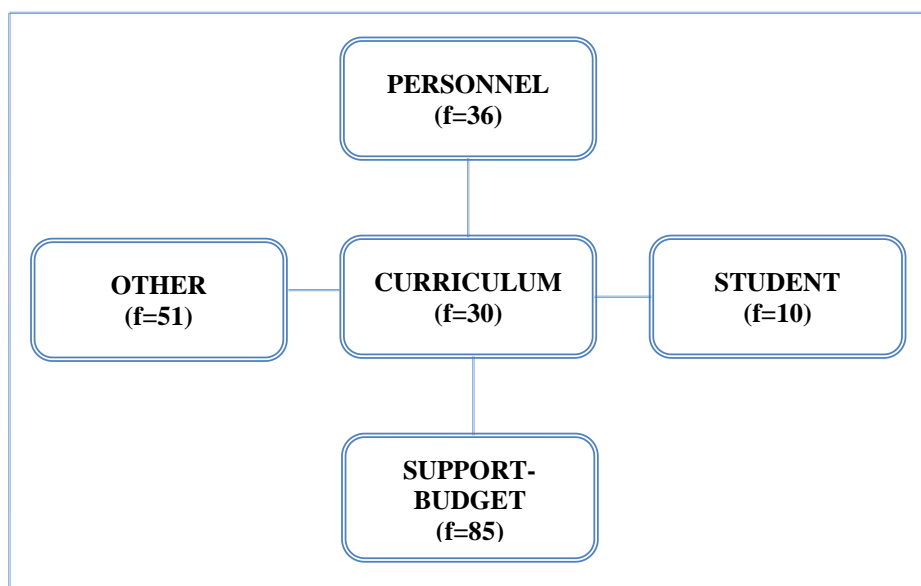 PERSONNEL
(f=36)
OTHER
(f=51)
CURRICULUM
(f=30)
STUDENT
(f=10)
SUPPORT-
BUDGET
(f=85)